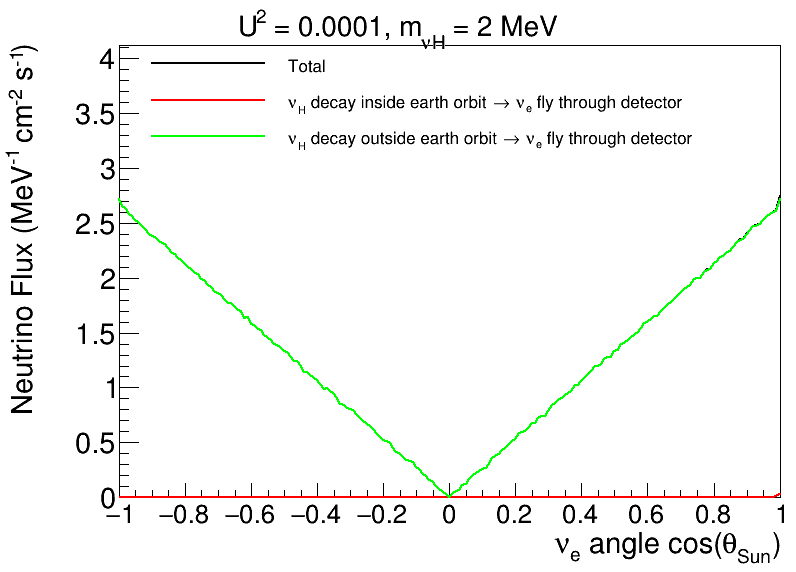 U² = 0.0001, m_νH = 2 MeV
Total
ν_H decay inside earth orbit → ν_e fly through detector
ν_H decay outside earth orbit → ν_e fly through detector
Neutrino Flux (MeV⁻¹ cm⁻² s⁻¹)
4
3.5
3
2.5
2
1.5
1
0.5
0
−1 −0.8 −0.6 −0.4 −0.2 0 0.2 0.4 0.6 0.8 1
ν_e angle cos(θ_Sun)